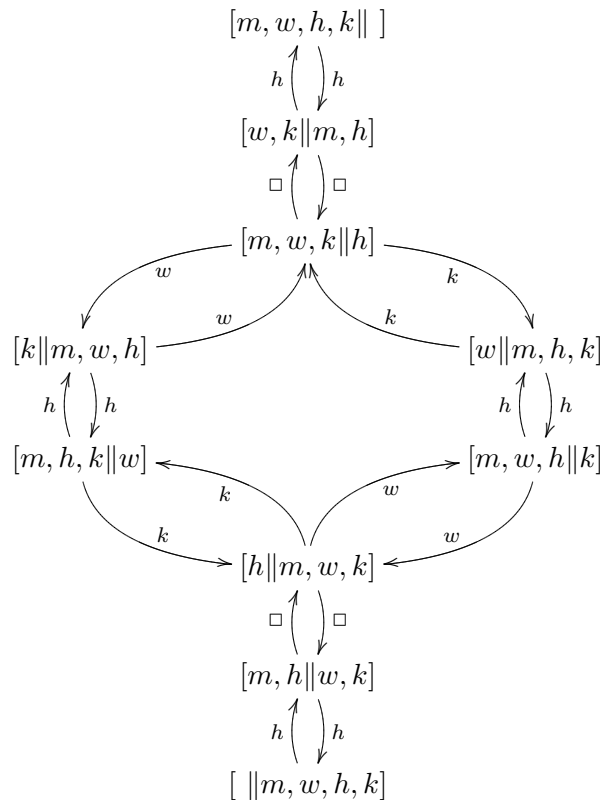 [m, w, h, k‖ ]
h h
[w, k‖m, h]
□ □
[m, w, k‖h]
w k
w k
[k‖m, w, h] [w‖m, h, k]
h h h h
[m, h, k‖w] [m, w, h‖k]
k w
k w
[h‖m, w, k]
□ □
[m, h‖w, k]
h h
[ ‖m, w, h, k]